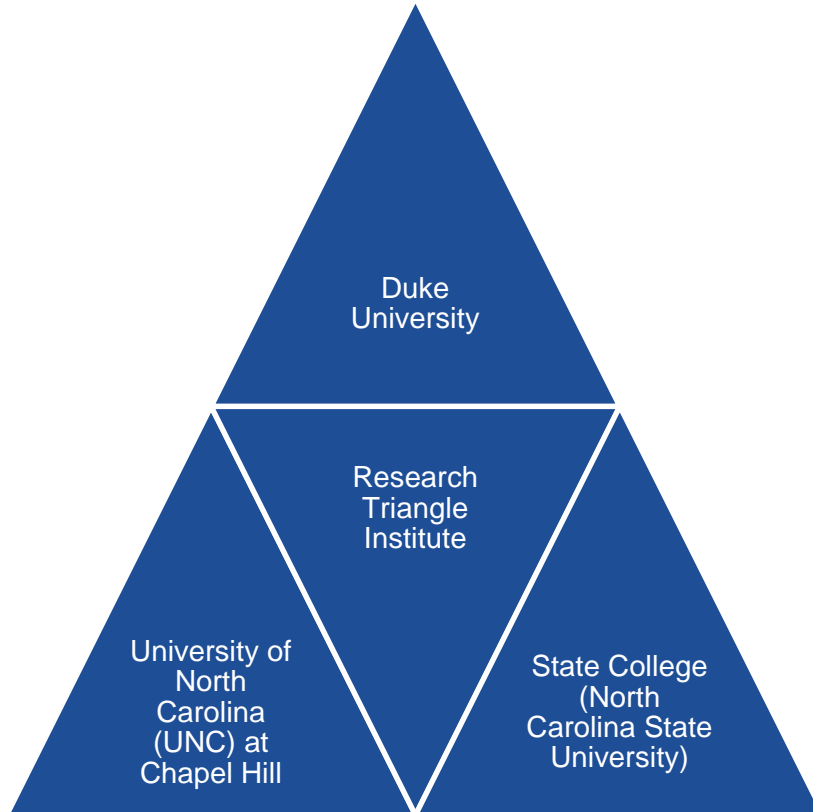 Duke
University
Research
Triangle
Institute
University of
North
Carolina
(UNC) at
Chapel Hill
State College
(North
Carolina State
University)